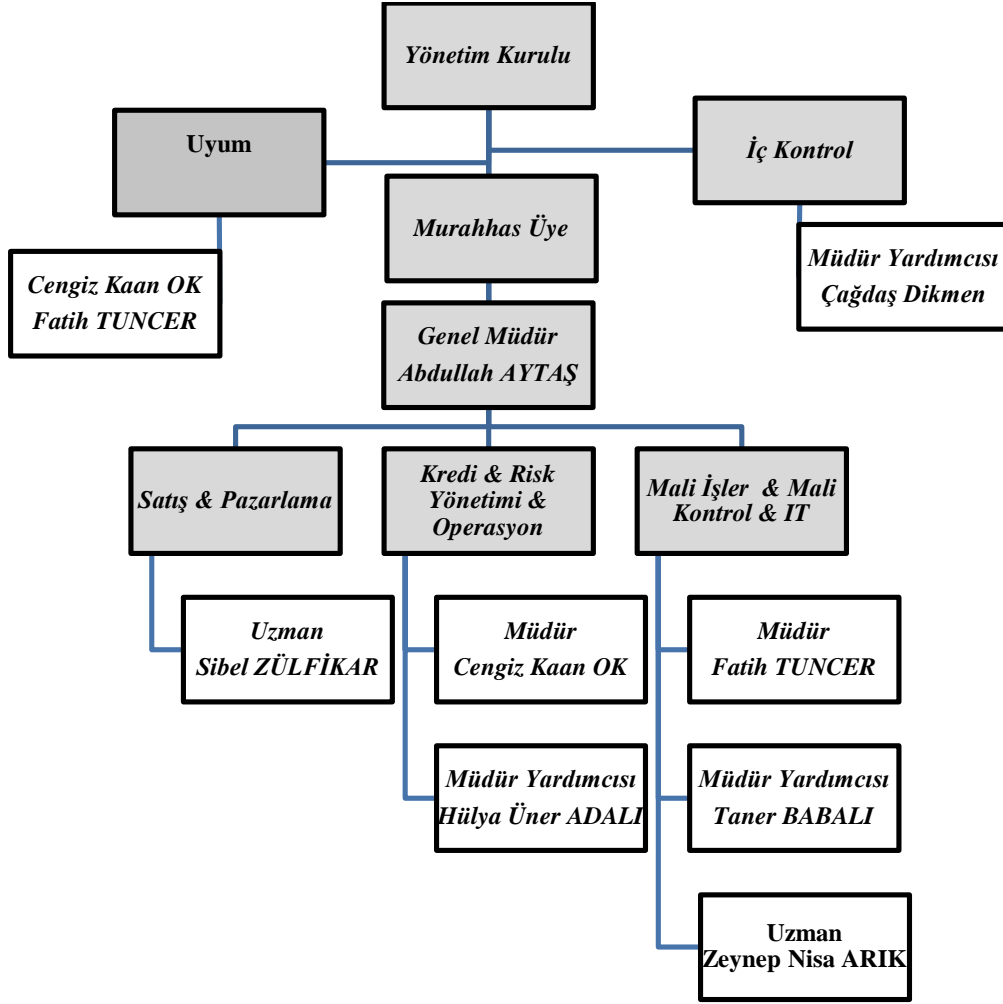 Yönetim Kurulu
Uyum
İç Kontrol
Murahhas Üye
Cengiz Kaan OK
Fatih TUNCER
Müdür Yardımcısı
Çağdaş Dikmen
Genel Müdür
Abdullah AYTAŞ
Satış & Pazarlama
Kredi & Risk
Yönetimi &
Operasyon
Mali İşler & Mali
Kontrol & IT
Uzman
Sibel ZÜLFİKAR
Müdür
Cengiz Kaan OK
Müdür
Fatih TUNCER
Müdür Yardımcısı
Hülya Üner ADALI
Müdür Yardımcısı
Taner BABALI
Uzman
Zeynep Nisa ARIK